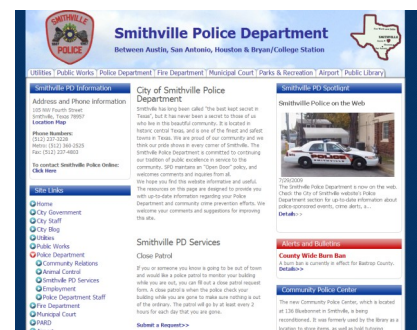 SMITHVILLE
POLICE
Smithville Police Department
Between Austin, San Antonio, Houston & Bryan/College Station
Utilities | Public Works | Police Department | Fire Department | Municipal Court | Parks & Recreation | Airport | Public Library
Smithville PD Information
Address and Phone Information
Smithville, Texas 78957
Location Map
Phone Numbers:
(512) 237-3228
Metro: (512) 360-2525
Fax: (512) 237-4803
To contact Smithville Police Online:
Click Here
Site Links
Home
City Government
City Staff
City Blog
Utilities
Public Works
Police Department
Community Relations
Animal Control
Smithville PD Services
Employment
Police Department Staff
Fire Department
Municipal Court
PARD
City of Smithville Police
Department
Smithville has long been called "the best kept secret in
Texas", but it has never been a secret to those of us
who live in this beautiful community. It is located in
historic central Texas, and is one of the finest and safest
towns in Texas. We are proud of our community and we
think our pride shows in every corner of Smithville. The
Smithville Police Department is committed to continuing
our tradition of public excellence in service to this
community. SPD maintains an "Open Door" policy, and
welcomes comments and inquiries from all.
We hope you find this website informative and useful.
The resources on this page are designed to provide you
with up-to-date information regarding your Police
Department and community crime prevention efforts. We
welcome your comments and suggestions for improving
this site.
Smithville PD Services
Close Patrol
If you or someone you know is going to be out of town
and would like a police patrol to monitor your building
while you are out, you can fill out a close patrol request
form. A close patrol is when the police check your
building while you are gone to make sure nothing is out
of the ordinary. The patrol will go by at least every 2
hours for each day that you are gone.
Submit a Request>>
Smithville PD Spotlight
Smithville Police on the Web
7/29/2009
The Smithville Police Department is now on the web.
Check the City of Smithville's Police
Department section for up-to-date information about
police-sponsored events, crime alerts, a...
Details>>
Alerts and Bulletins
County Wide Burn Ban
A burn ban is currently in effect for Bastrop County.
Details>>
Community Police Center
The new Community Police Center, which is located
at 136 Bluebonnet in Smithville, is being
reconditioned. It was formerly used by the library as a
location to store items, as well as hold tutoring